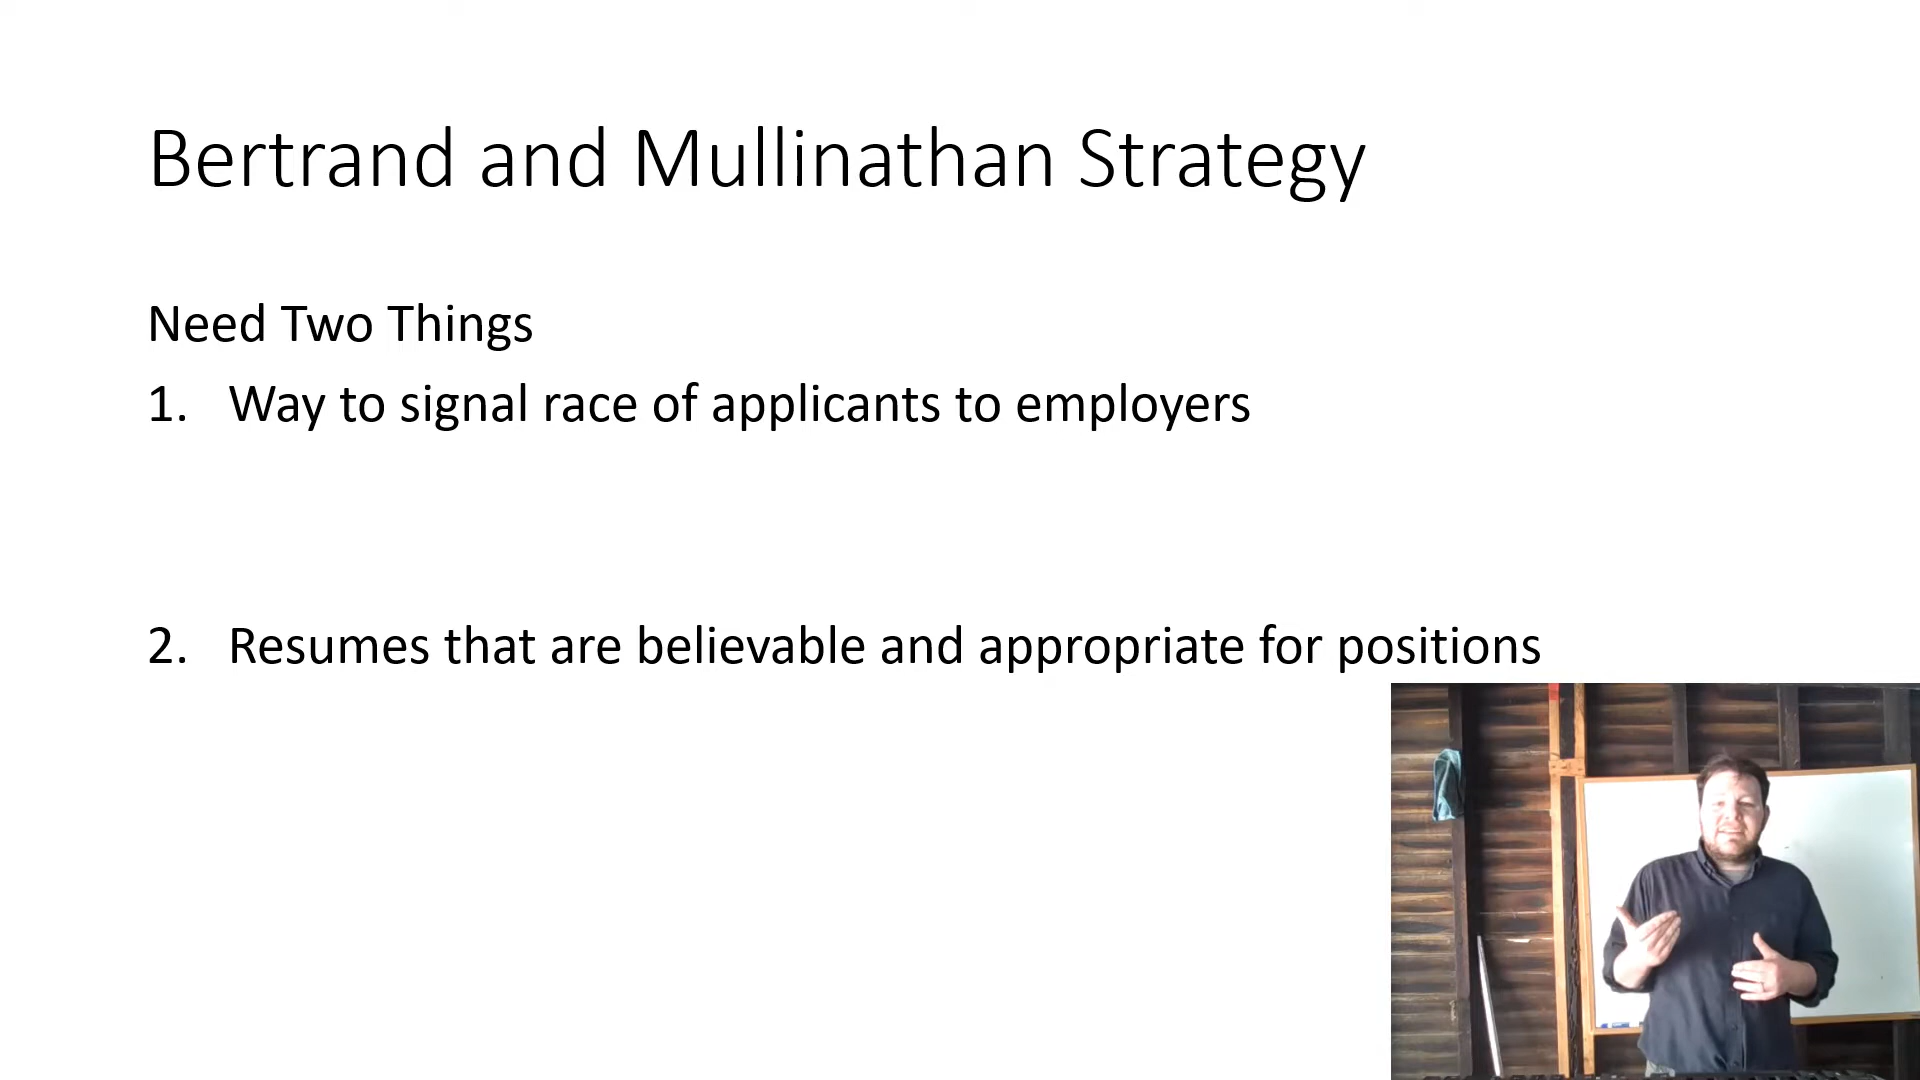 Bertrand and Mullinathan Strategy
Need Two Things
1. Way to signal race of applicants to employers
2. Resumes that are believable and appropriate for positions